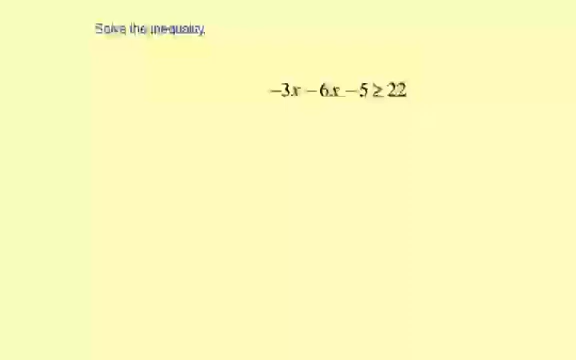 Solve the inequality.
−3x − 6x − 5 ≥ 22